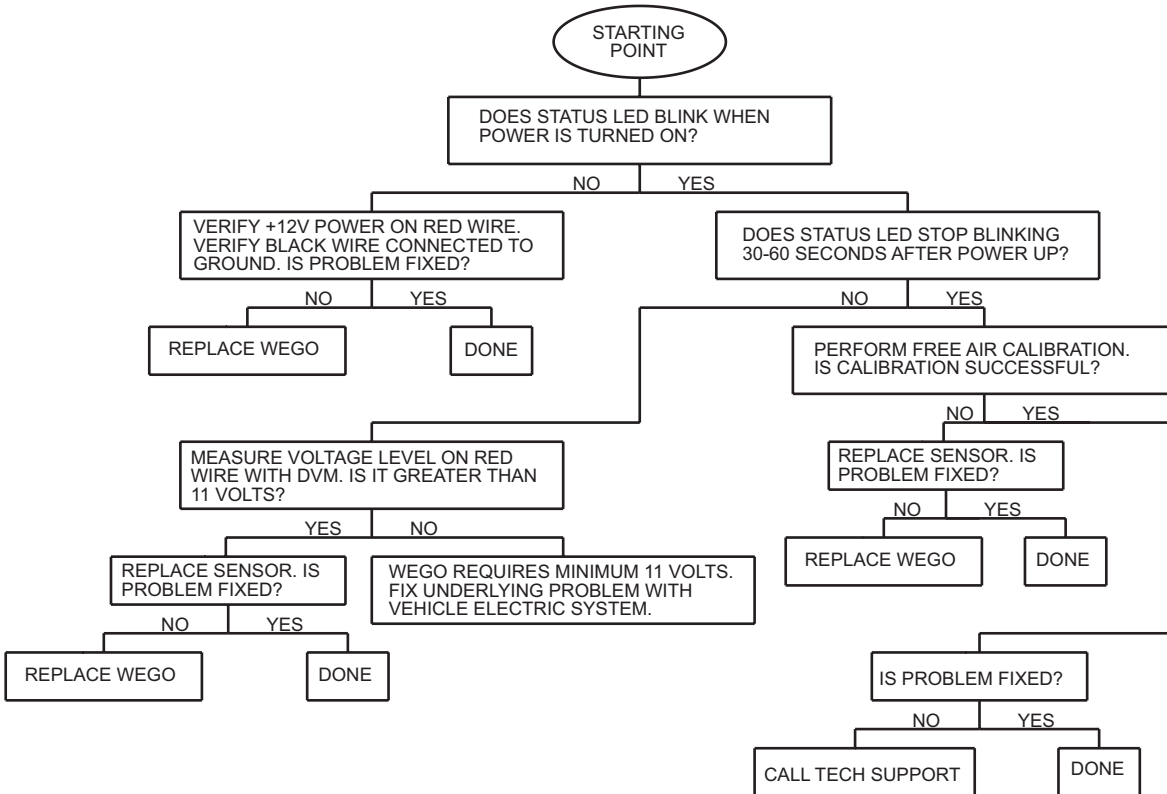 STARTING
POINT
DOES STATUS LED BLINK WHEN
POWER IS TURNED ON?
NO YES
VERIFY +12V POWER ON RED WIRE.
VERIFY BLACK WIRE CONNECTED TO
GROUND. IS PROBLEM FIXED?
DOES STATUS LED STOP BLINKING
30-60 SECONDS AFTER POWER UP?
NO YES
NO YES
REPLACE WEGO
DONE
PERFORM FREE AIR CALIBRATION.
IS CALIBRATION SUCCESSFUL?
NO YES
MEASURE VOLTAGE LEVEL ON RED
WIRE WITH DVM. IS IT GREATER THAN
11 VOLTS?
REPLACE SENSOR. IS
PROBLEM FIXED?
NO YES
YES NO
REPLACE WEGO
DONE
REPLACE SENSOR. IS
PROBLEM FIXED?
WEGO REQUIRES MINIMUM 11 VOLTS.
FIX UNDERLYING PROBLEM WITH
VEHICLE ELECTRIC SYSTEM.
NO YES
REPLACE WEGO
DONE
IS PROBLEM FIXED?
NO YES
CALL TECH SUPPORT
DONE